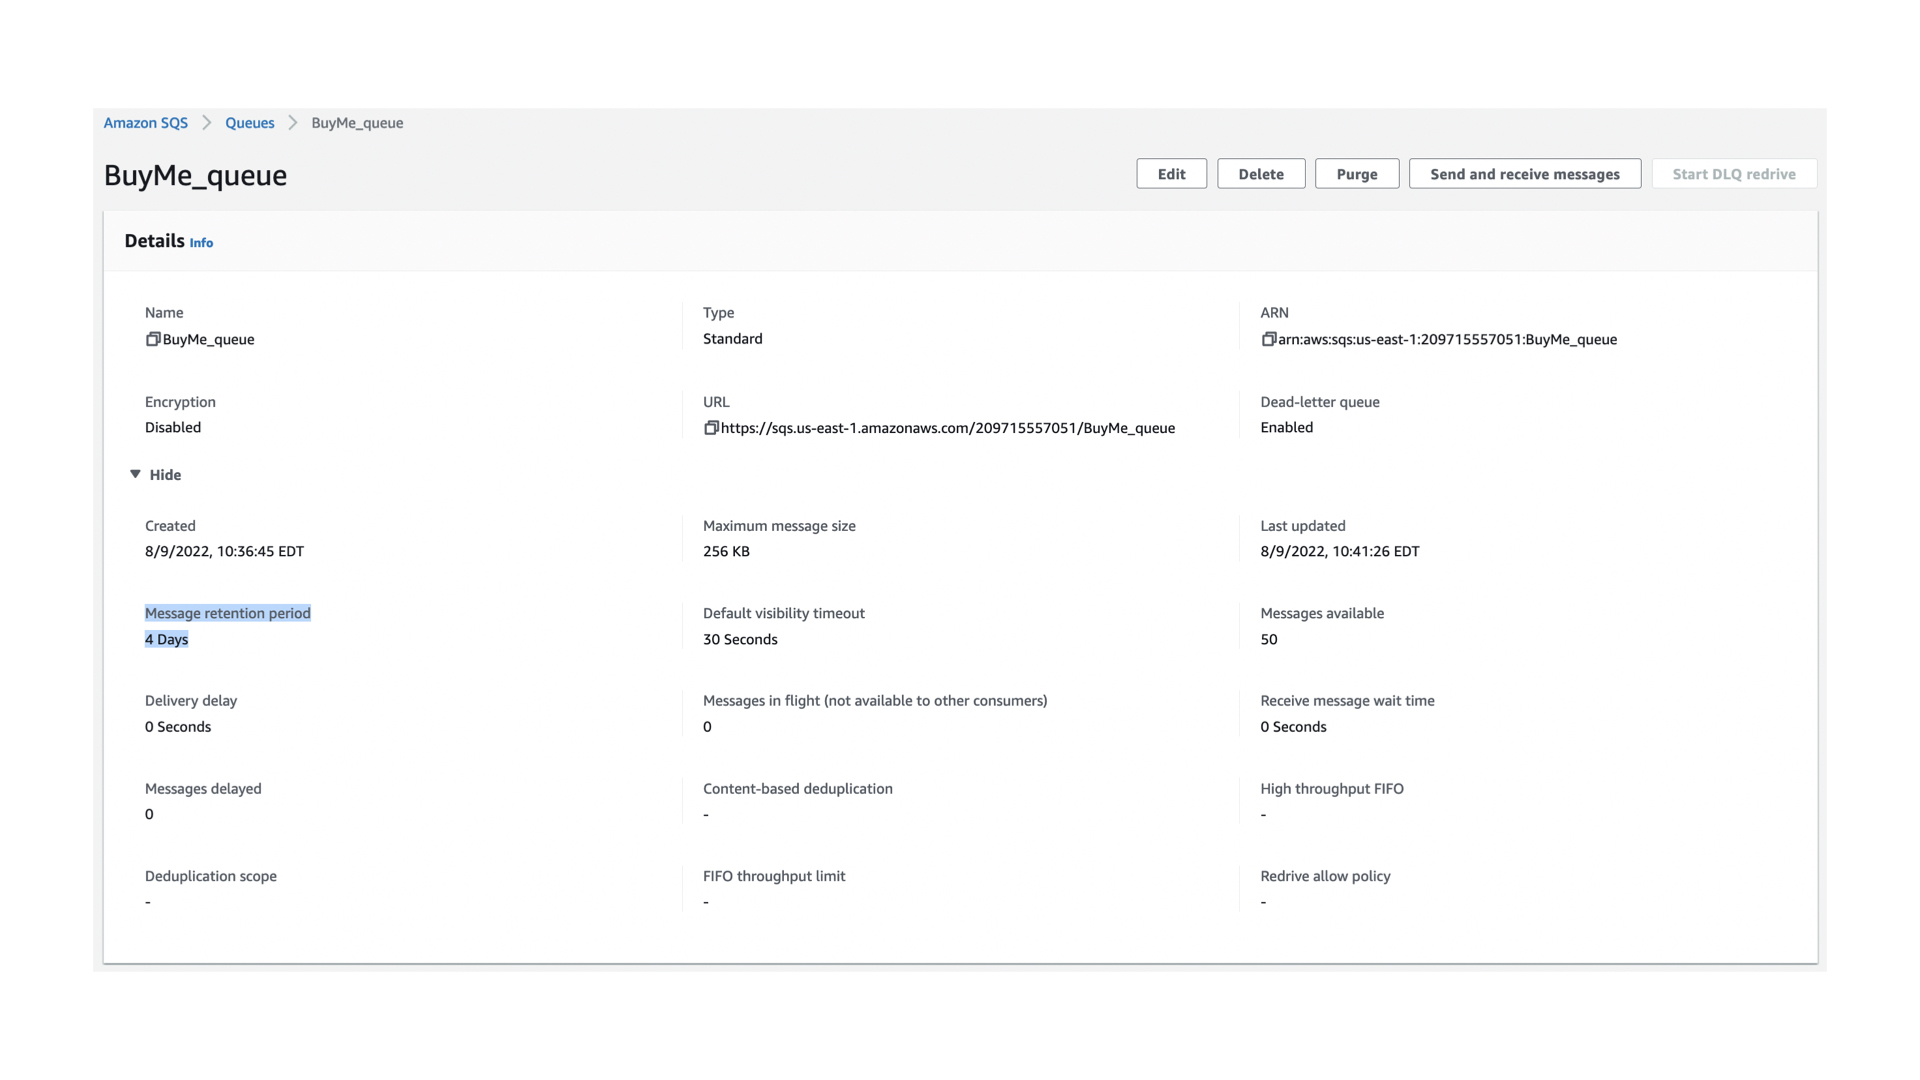 Amazon SQS > Queues > BuyMe_queue
BuyMe_queue
Edit
Delete
Purge
Send and receive messages
Start DLQ redrive
Details Info
Name
BuyMe_queue
Type
Standard
ARN
arn:aws:sqs:us-east-1:209715557051:BuyMe_queue
Encryption
Disabled
URL
https://sqs.us-east-1.amazonaws.com/209715557051/BuyMe_queue
Dead-letter queue
Enabled
Hide
Created
8/9/2022, 10:36:45 EDT
Maximum message size
256 KB
Last updated
8/9/2022, 10:41:26 EDT
Message retention period
4 Days
Default visibility timeout
30 Seconds
Messages available
50
Delivery delay
0 Seconds
Messages in flight (not available to other consumers)
0
Receive message wait time
0 Seconds
Messages delayed
0
Content-based deduplication
-
High throughput FIFO
-
Deduplication scope
-
FIFO throughput limit
-
Redrive allow policy
-